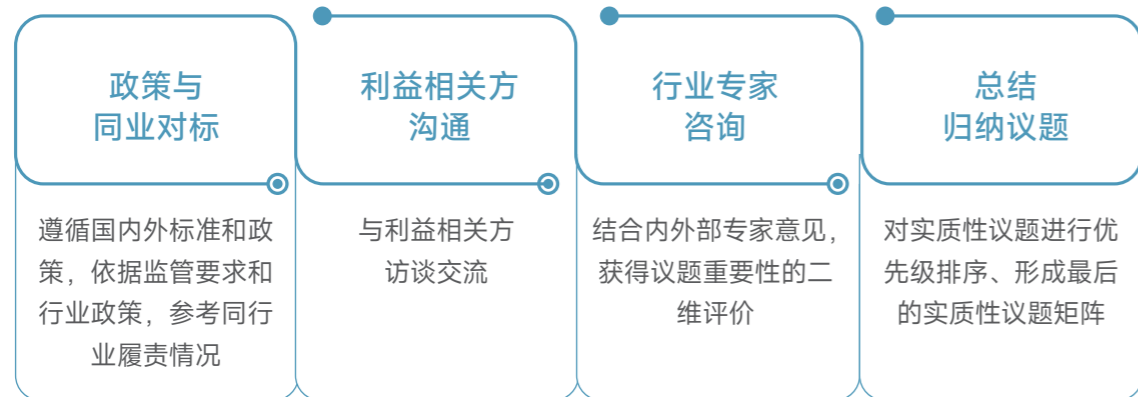 政策与
同业对标
遵循国内外标准和政
策，依据监管要求和
行业政策，参考同行
业履责情况
利益相关方
沟通
与利益相关方
访谈交流
行业专家
咨询
结合内外部专家意见，
获得议题重要性的二
维评价
总结
归纳议题
对实质性议题进行优
先级排序、形成最后
的实质性议题矩阵